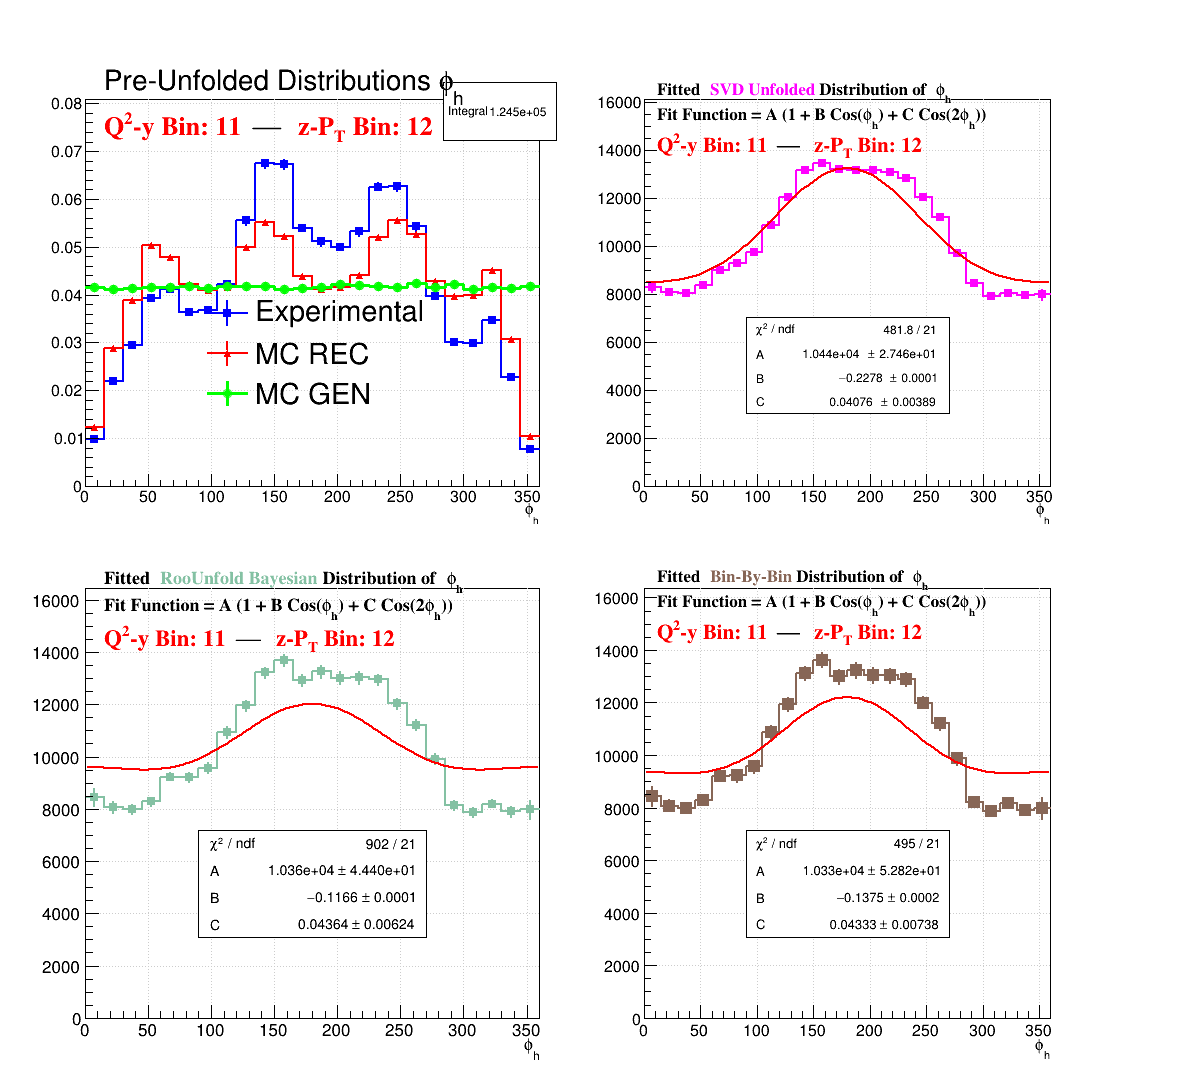 Pre-Unfolded Distributions ϕh
Integral 1.245e+05
Q²-y Bin: 11 — z-PT Bin: 12
0.08
0.07
0.06
0.05
0.04
0.03
0.02
0.01
0
Experimental
MC REC
MC GEN
0 50 100 150 200 250 300 350
ϕh
Fitted SVD Unfolded Distribution of ϕh
Fit Function = A (1 + B Cos(ϕh) + C Cos(2ϕh))
Q²-y Bin: 11 — z-PT Bin: 12
16000
14000
12000
10000
8000
6000
4000
2000
0
χ² / ndf 481.8 / 21
A 1.044e+04 ± 2.746e+01
B −0.2278 ± 0.0001
C 0.04076 ± 0.00389
0 50 100 150 200 250 300 350
ϕh
Fitted RooUnfold Bayesian Distribution of ϕh
Fit Function = A (1 + B Cos(ϕh) + C Cos(2ϕh))
Q²-y Bin: 11 — z-PT Bin: 12
16000
14000
12000
10000
8000
6000
4000
2000
0
χ² / ndf 902 / 21
A 1.036e+04 ± 4.440e+01
B −0.1166 ± 0.0001
C 0.04364 ± 0.00624
0 50 100 150 200 250 300 350
ϕh
Fitted Bin-By-Bin Distribution of ϕh
Fit Function = A (1 + B Cos(ϕh) + C Cos(2ϕh))
Q²-y Bin: 11 — z-PT Bin: 12
16000
14000
12000
10000
8000
6000
4000
2000
0
χ² / ndf 495 / 21
A 1.033e+04 ± 5.282e+01
B −0.1375 ± 0.0002
C 0.04333 ± 0.00738
0 50 100 150 200 250 300 350
ϕh